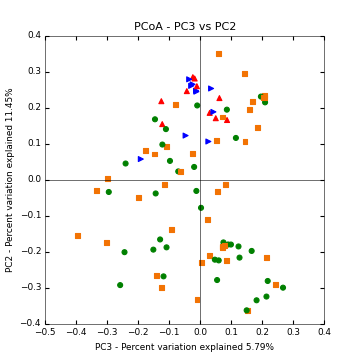 PCoA - PC3 vs PC2
0.4
0.3
0.2
0.1
0.0
−0.1
−0.2
−0.3
−0.4
PC2 - Percent variation explained 11.45%
−0.5 −0.4 −0.3 −0.2 −0.1 0.0 0.1 0.2 0.3 0.4
PC3 - Percent variation explained 5.79%